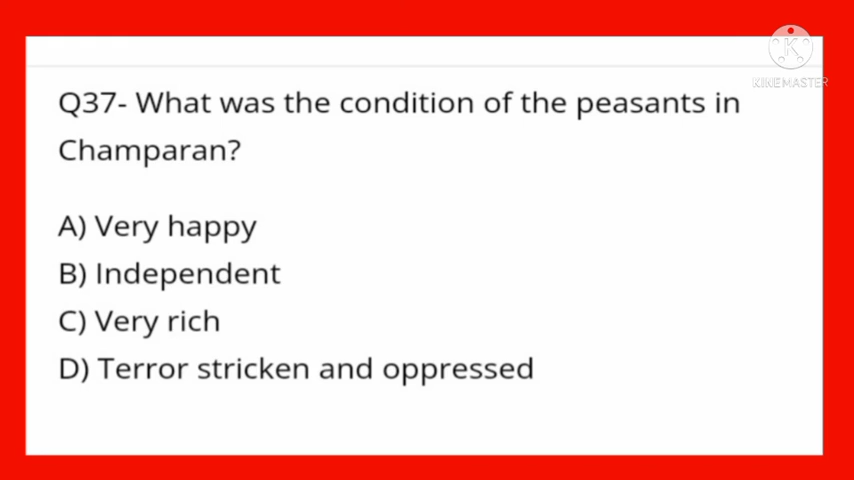 K
KINEMASTER
Q37- What was the condition of the peasants in
Champaran?
A) Very happy
B) Independent
C) Very rich
D) Terror stricken and oppressed